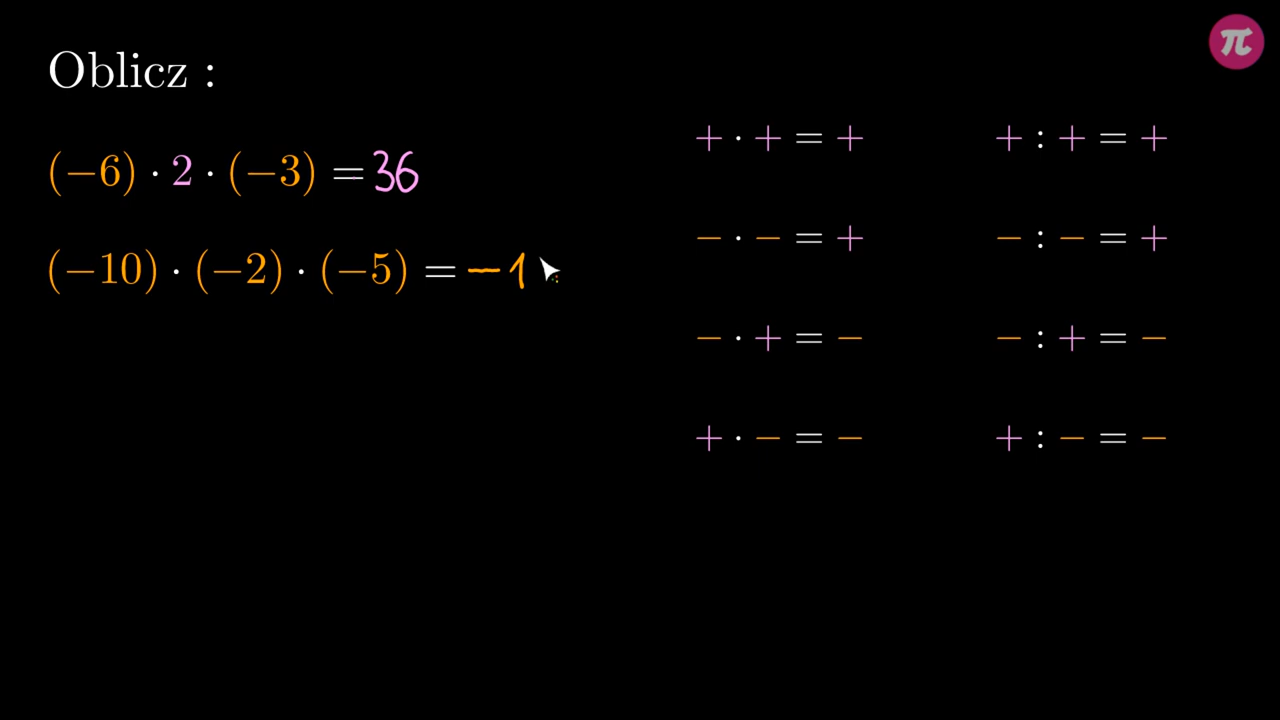 Oblicz :
(−6) · 2 · (−3) = 36
(−10) · (−2) · (−5) = −1
+ · + = +
− · − = +
− · + = −
+ · − = −
+ : + = +
− : − = +
− : + = −
+ : − = −
π